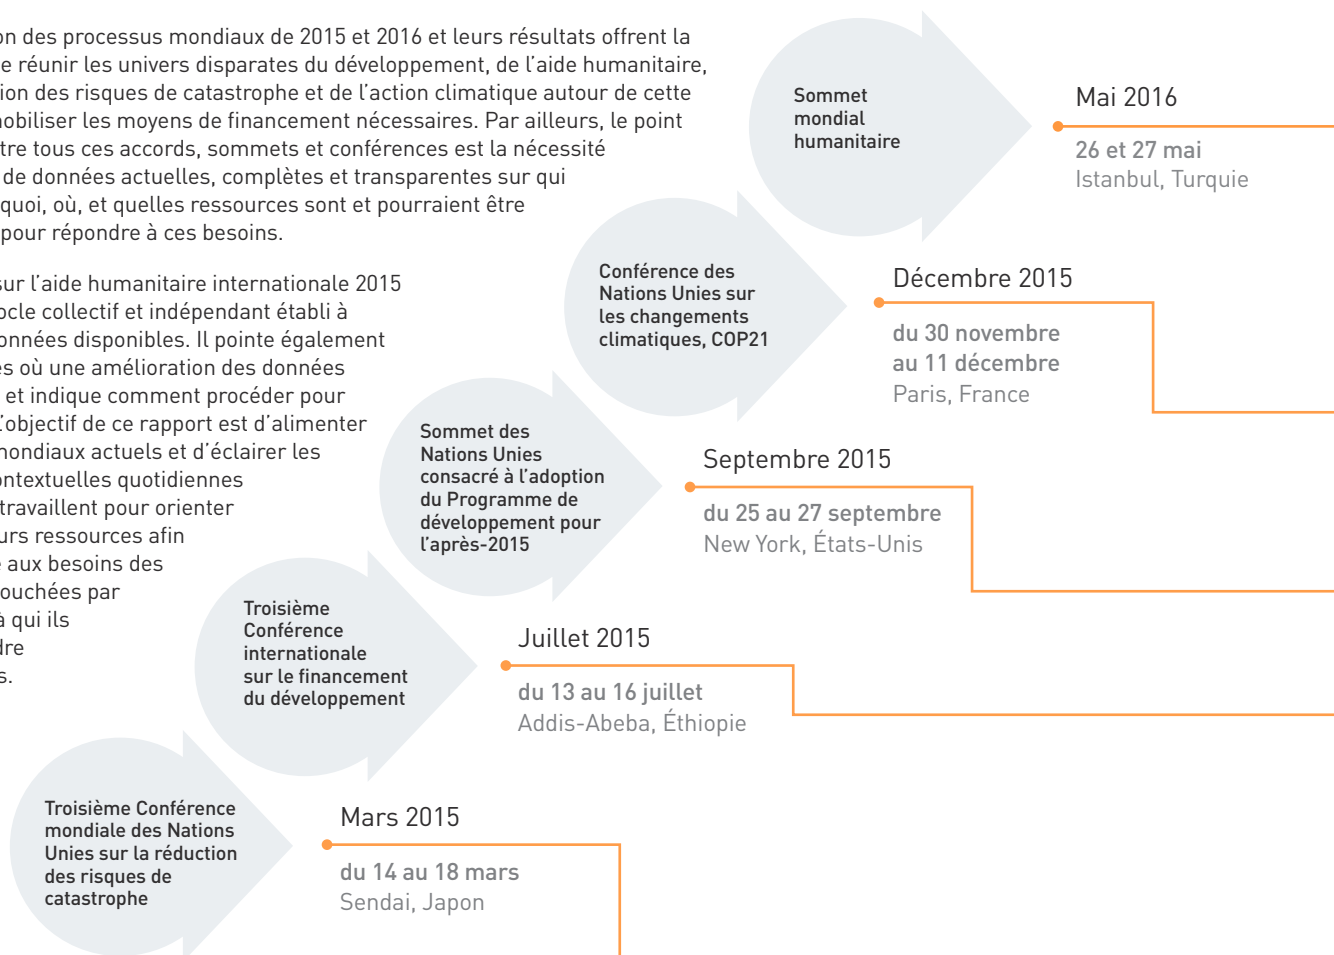 on des processus mondiaux de 2015 et 2016 et leurs résultats offrent la
e réunir les univers disparates du développement, de l'aide humanitaire,
ion des risques de catastrophe et de l'action climatique autour de cette
nobiliser les moyens de financement nécessaires. Par ailleurs, le point
tre tous ces accords, sommets et conférences est la nécessité
de données actuelles, complètes et transparentes sur qui
quoi, où, et quelles ressources sont et pourraient être
pour répondre à ces besoins.
sur l'aide humanitaire internationale 2015
ocle collectif et indépendant établi à
onnées disponibles. Il pointe également
es où une amélioration des données
et indique comment procéder pour
L'objectif de ce rapport est d'alimenter
mondiaux actuels et d'éclairer les
ontextuelles quotidiennes
travaillent pour orienter
urs ressources afin
e aux besoins des
ouchées par
à qui ils
dre
s.
Sommet
mondial
humanitaire
Mai 2016
26 et 27 mai
Istanbul, Turquie
Conférence des
Nations Unies sur
les changements
climatiques, COP21
Décembre 2015
du 30 novembre
au 11 décembre
Paris, France
Sommet des
Nations Unies
consacré à l'adoption
du Programme de
développement pour
l'après-2015
Septembre 2015
du 25 au 27 septembre
New York, États-Unis
Troisième
Conférence
internationale
sur le financement
du développement
Juillet 2015
du 13 au 16 juillet
Addis-Abeba, Éthiopie
Troisième Conférence
mondiale des Nations
Unies sur la réduction
des risques de
catastrophe
Mars 2015
du 14 au 18 mars
Sendai, Japon